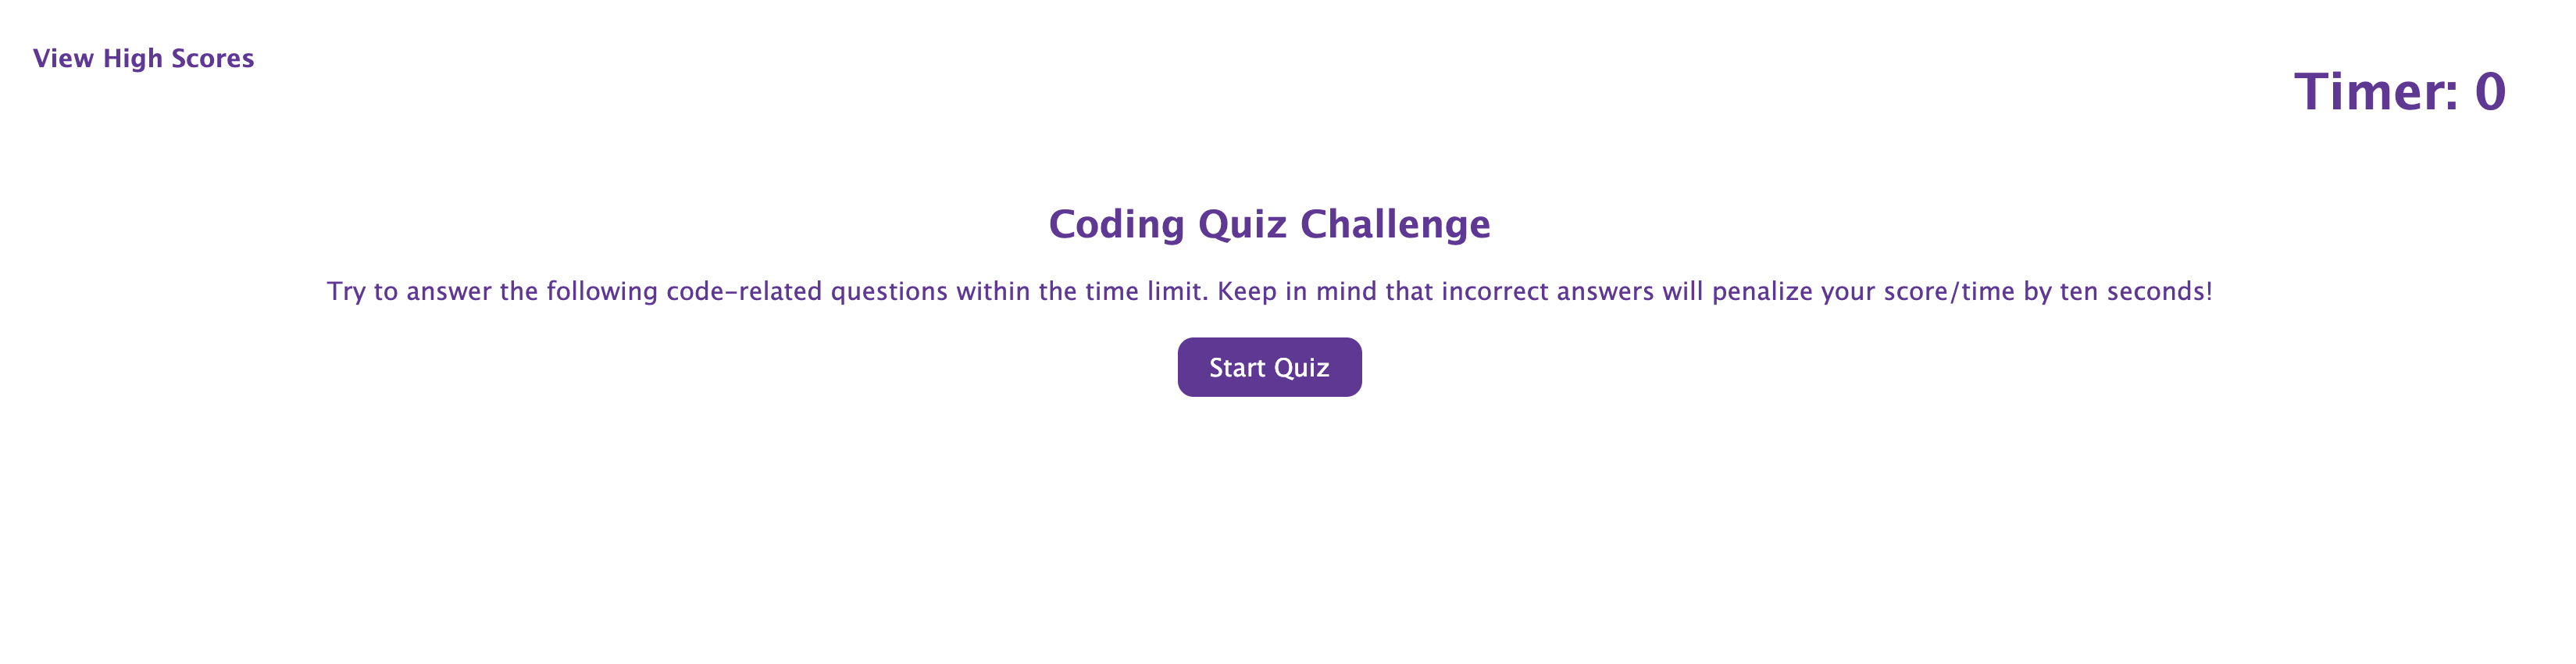 View High Scores
Timer: 0
Coding Quiz Challenge
Try to answer the following code-related questions within the time limit. Keep in mind that incorrect answers will penalize your score/time by ten seconds!
Start Quiz